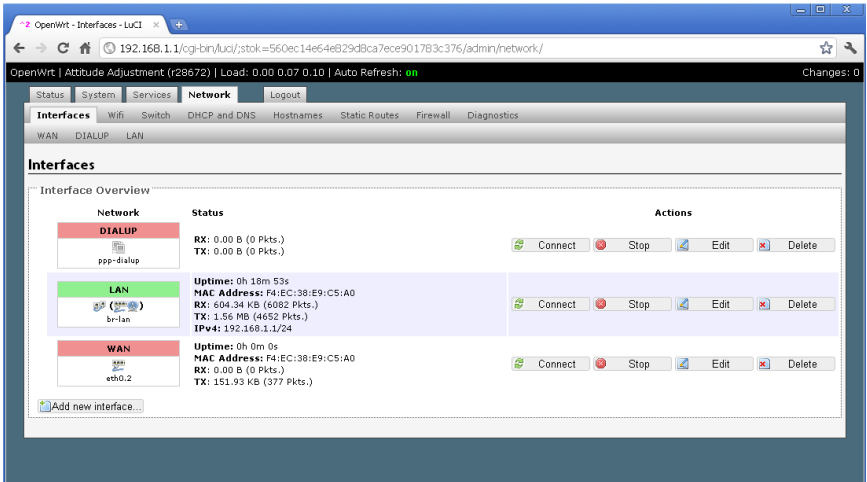 OpenWrt - Interfaces - LuCI
192.168.1.1/cgi-bin/luci/;stok=560ec14e64e829d8ca7ece901783c376/admin/network/
OpenWrt | Attitude Adjustment (r28672) | Load: 0.00 0.07 0.10 | Auto Refresh: on Changes: 0
Status System Services Network Logout
Interfaces Wifi Switch DHCP and DNS Hostnames Static Routes Firewall Diagnostics
WAN DIALUP LAN
Interfaces
Interface Overview
Network Status Actions
DIALUP
ppp-dialup
RX: 0.00 B (0 Pkts.)
TX: 0.00 B (0 Pkts.)
Connect Stop Edit Delete
LAN
br-lan
Uptime: 0h 18m 53s
MAC Address: F4:EC:38:E9:C5:A0
RX: 604.34 KB (6082 Pkts.)
TX: 1.56 MB (4652 Pkts.)
IPv4: 192.168.1.1/24
Connect Stop Edit Delete
WAN
eth0.2
Uptime: 0h 0m 0s
MAC Address: F4:EC:38:E9:C5:A0
RX: 0.00 B (0 Pkts.)
TX: 151.93 KB (377 Pkts.)
Connect Stop Edit Delete
Add new interface...